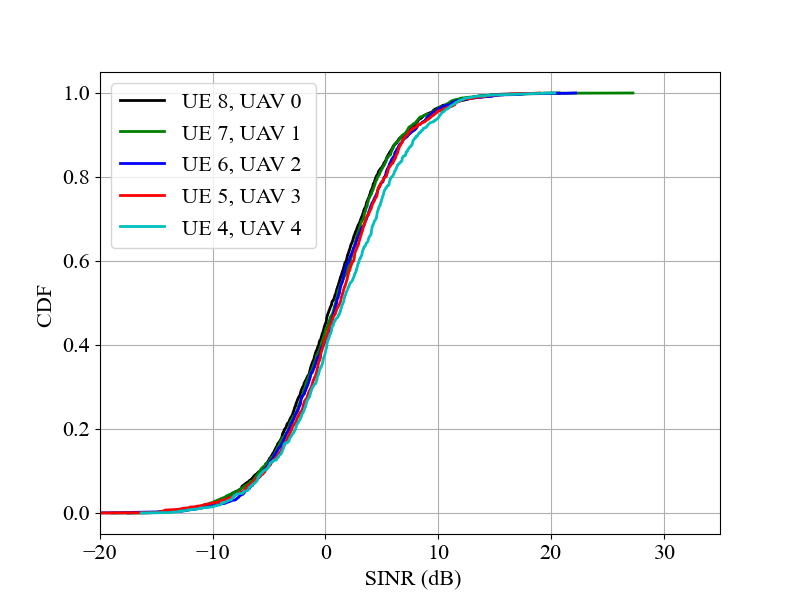 1.0
0.8
0.6
0.4
0.2
0.0
CDF
UE 8, UAV 0
UE 7, UAV 1
UE 6, UAV 2
UE 5, UAV 3
UE 4, UAV 4
−20 −10 0 10 20 30
SINR (dB)